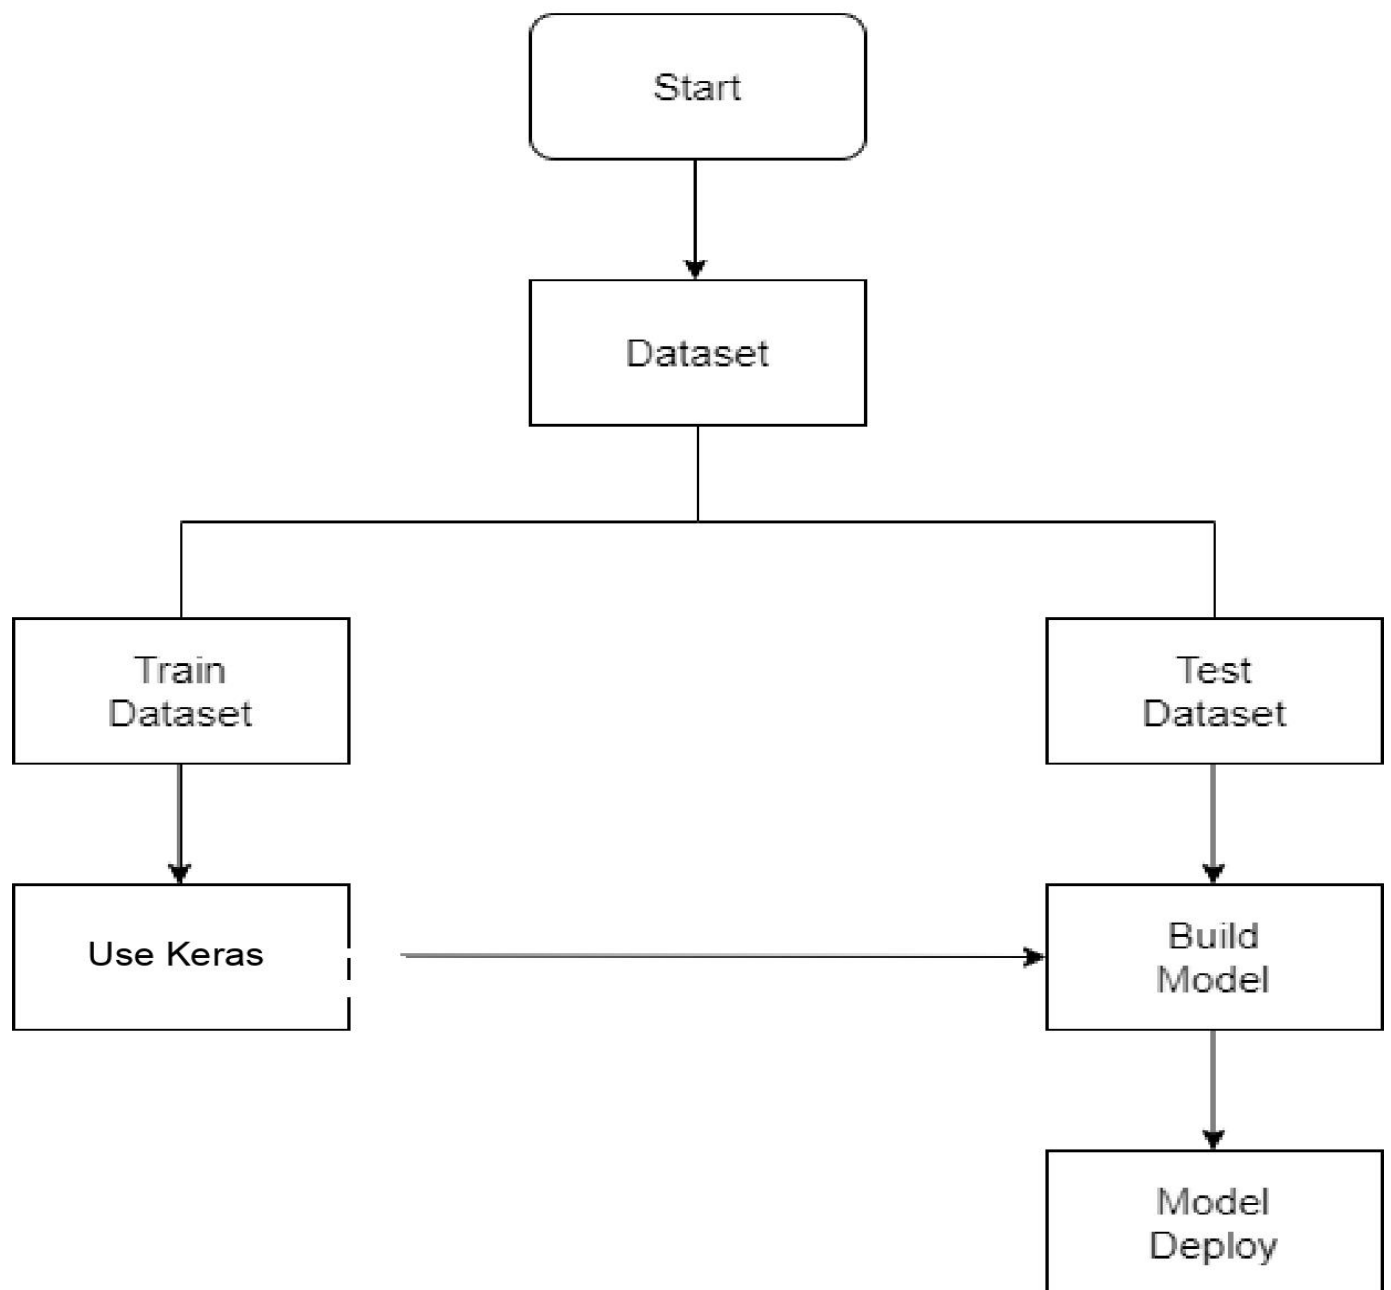 Start
Dataset
Train
Dataset
Test
Dataset
Use Keras
Build
Model
Model
Deploy